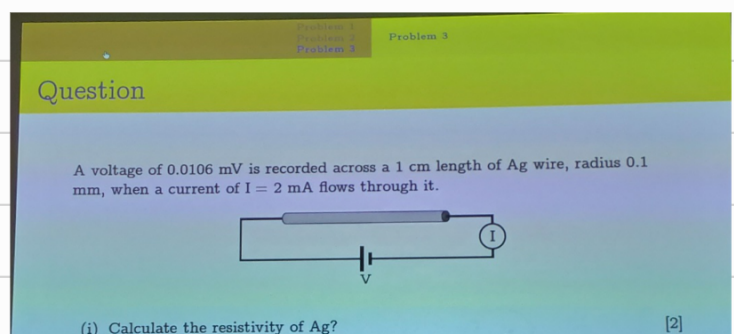 Problem 1
Problem 2
Problem 3
Problem 3
Question
A voltage of 0.0106 mV is recorded across a 1 cm length of Ag wire, radius 0.1
mm, when a current of I = 2 mA flows through it.
I
V
(i) Calculate the resistivity of Ag? [2]